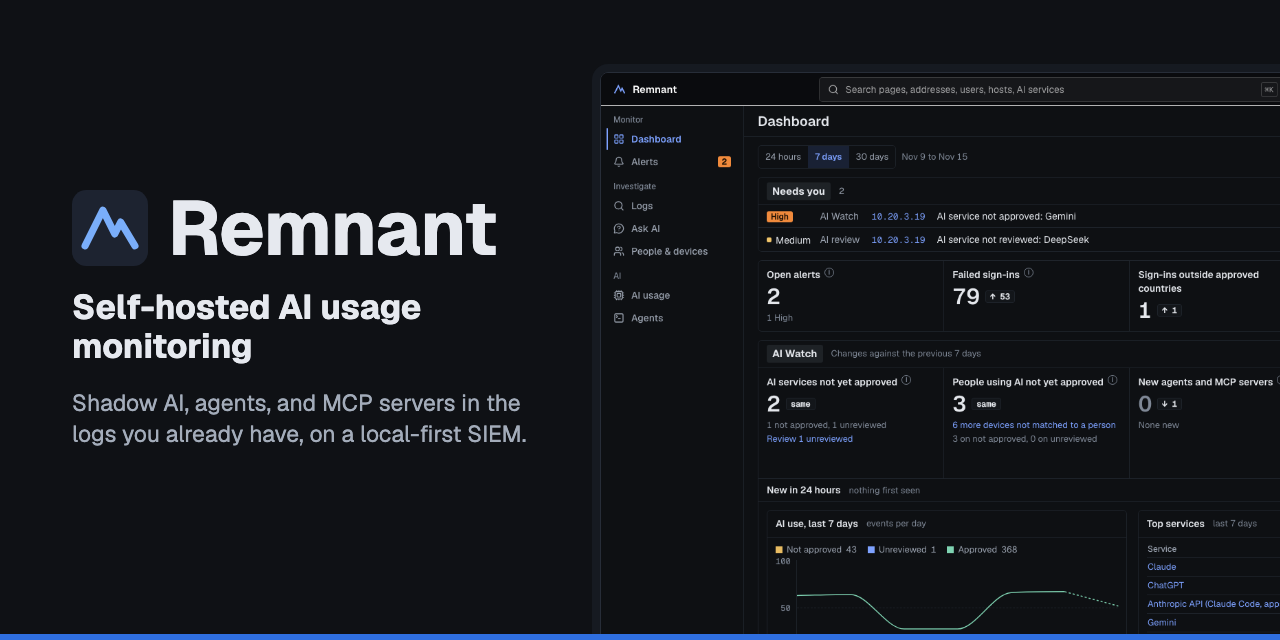 Remnant
Self-hosted AI usage
monitoring
Shadow AI, agents, and MCP servers in the
logs you already have, on a local-first SIEM.
Remnant
Search pages, addresses, users, hosts, AI services
⌘K
Monitor
Dashboard
Alerts 2
Investigate
Logs
Ask AI
People & devices
AI
AI usage
Agents
Dashboard
24 hours 7 days 30 days Nov 9 to Nov 15
Needs you 2
High AI Watch 10.20.3.19 AI service not approved: Gemini
Medium AI review 10.20.3.19 AI service not reviewed: DeepSeek
Open alerts
2
1 High
Failed sign-ins
79 ↑ 53
Sign-ins outside approved
countries
1 ↑ 1
AI Watch Changes against the previous 7 days
AI services not yet approved
2 same
1 not approved, 1 unreviewed
Review 1 unreviewed
People using AI not yet approved
3 same
6 more devices not matched to a person
3 on not approved, 0 on unreviewed
New agents and MCP servers
0 ↓ 1
None new
New in 24 hours nothing first seen
AI use, last 7 days events per day
Not approved 43 Unreviewed 1 Approved 368
100
50
Top services last 7 days
Service
Claude
ChatGPT
Anthropic API (Claude Code, app
Gemini